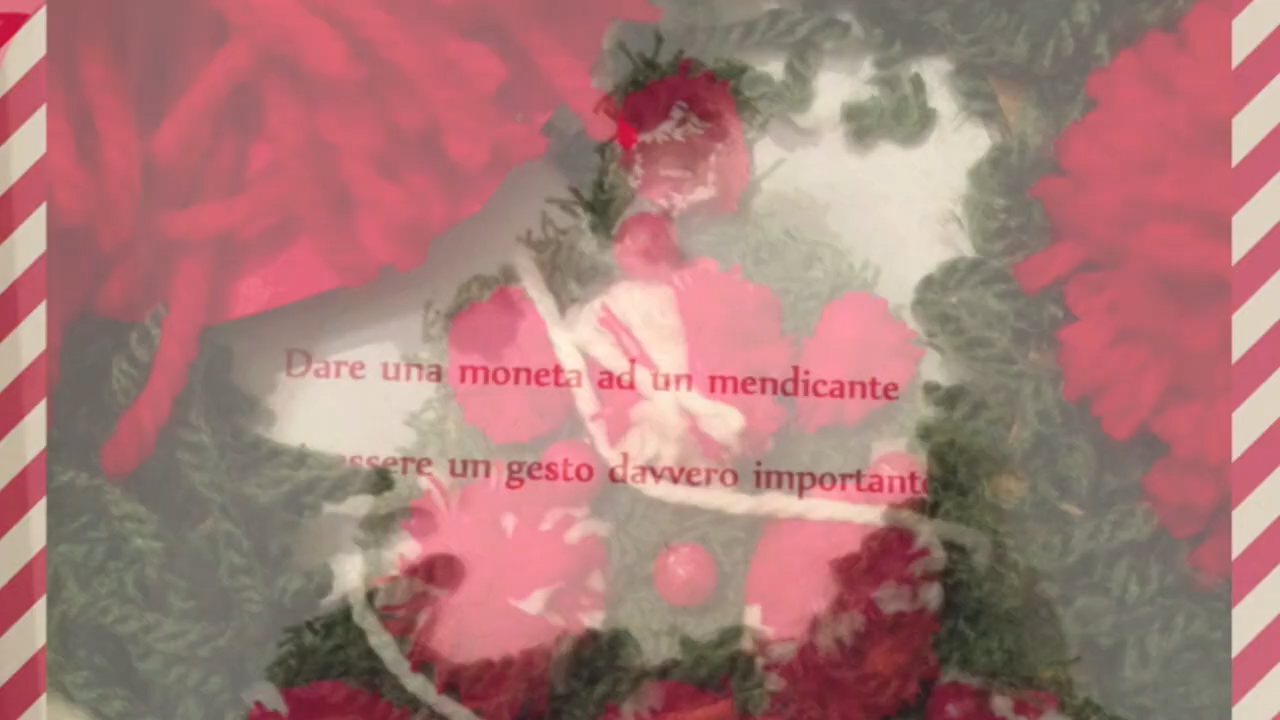 Dare una moneta ad un mendicante
essere un gesto davvero importante